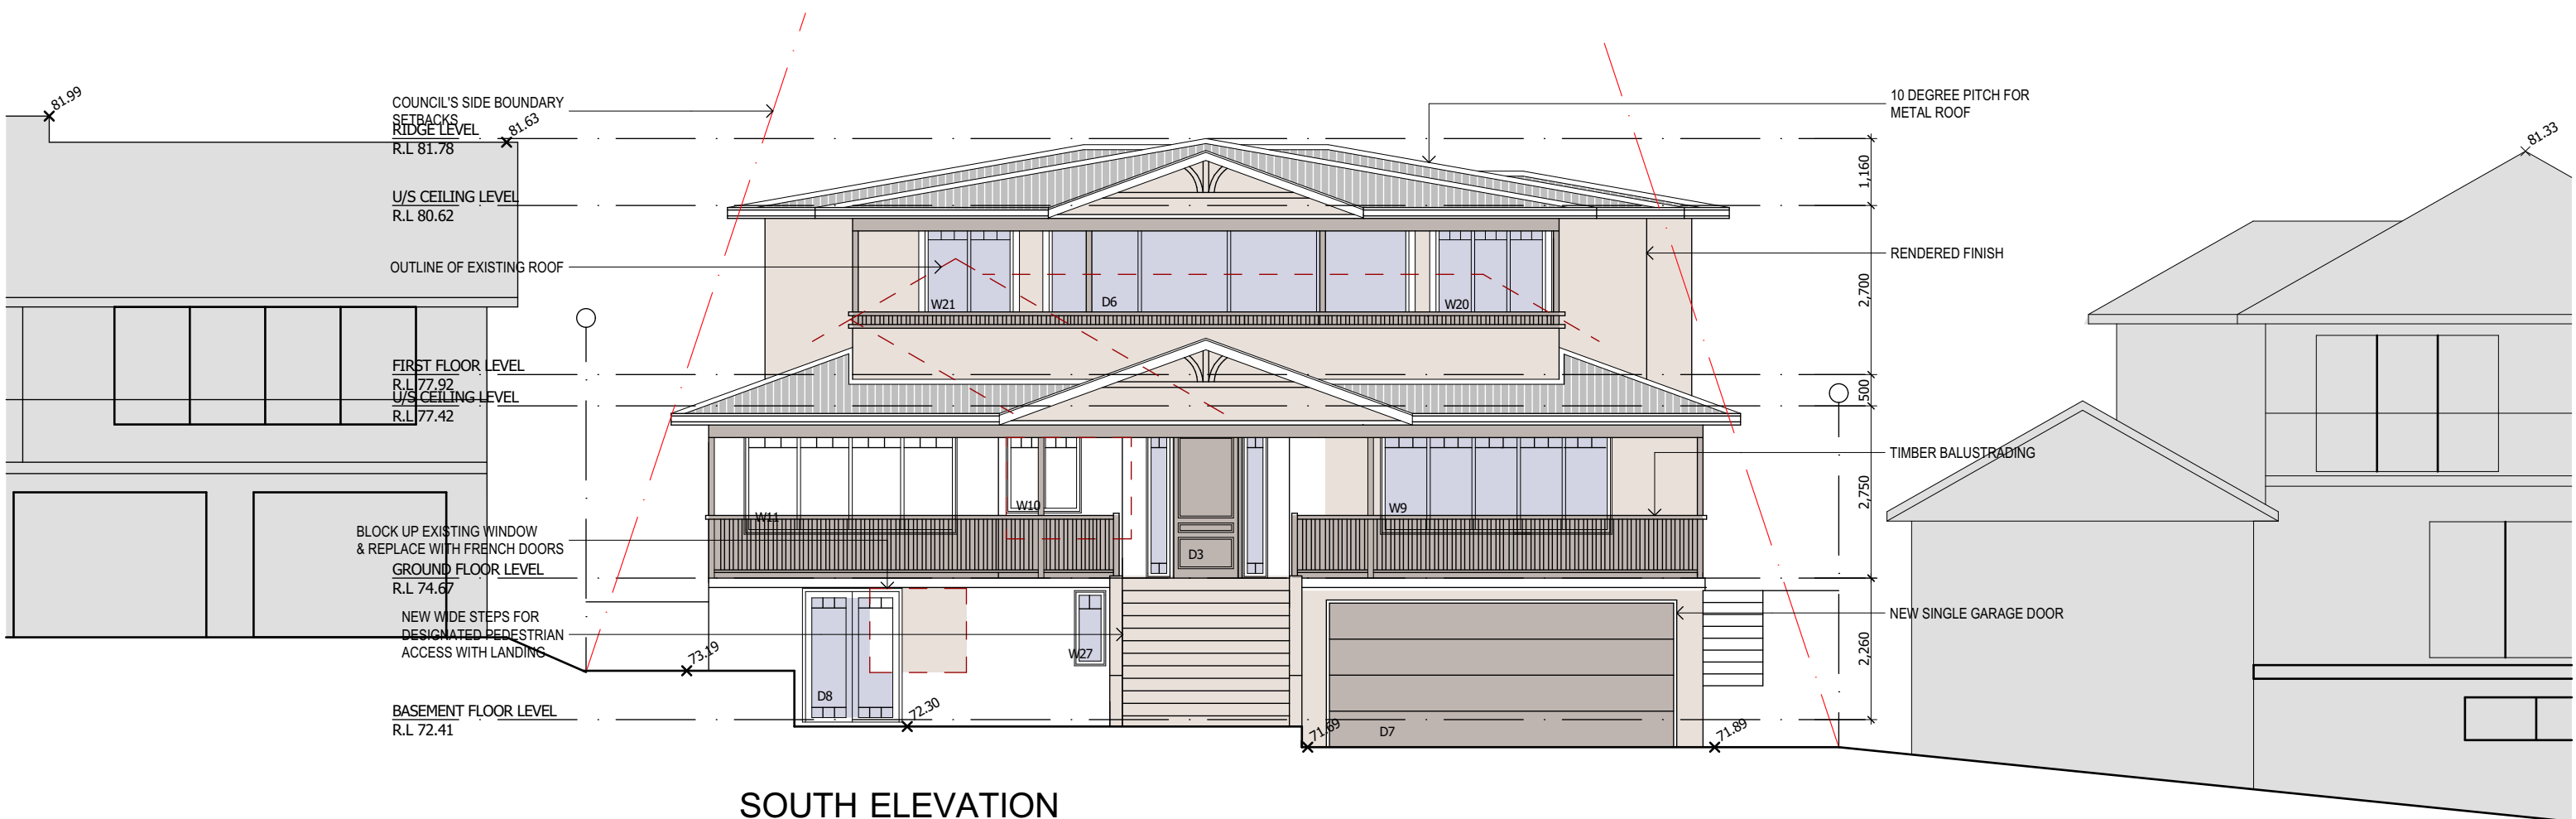 81.99
81.63
COUNCIL'S SIDE BOUNDARY
SETBACKS
RIDGE LEVEL
R.L 81.78
U/S CEILING LEVEL
R.L 80.62
OUTLINE OF EXISTING ROOF
FIRST FLOOR LEVEL
R.L 77.92
U/S CEILING LEVEL
R.L 77.42
BLOCK UP EXISTING WINDOW
& REPLACE WITH FRENCH DOORS
GROUND FLOOR LEVEL
R.L 74.67
NEW WIDE STEPS FOR
DESIGNATED PEDESTRIAN
ACCESS WITH LANDING
BASEMENT FLOOR LEVEL
R.L 72.41
73.19
72.30
71.69
71.89
W21
D6
W20
W11
W10
D3
W9
W27
D8
D7
10 DEGREE PITCH FOR
METAL ROOF
RENDERED FINISH
TIMBER BALUSTRADING
NEW SINGLE GARAGE DOOR
1,160
2,700
500
2,750
2,260
81.33
SOUTH ELEVATION